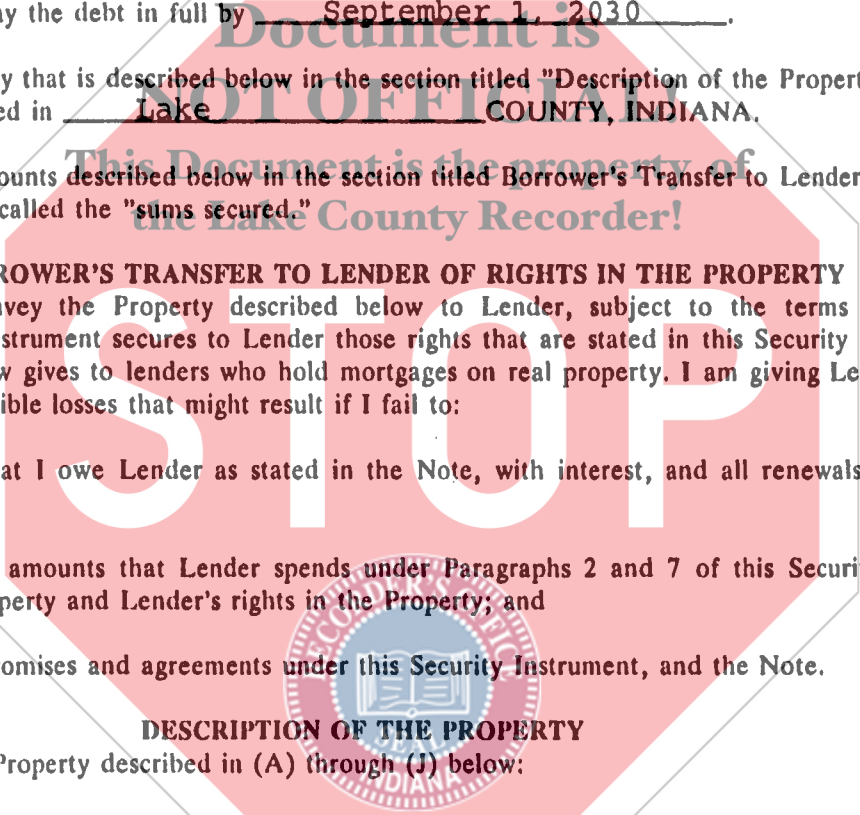 ay the debt in full by September 1, 2030.
Document is
y that is described below in the section titled "Description of the Propert
NOT OFFICIAL
ed in Lake COUNTY, INDIANA.
This Document is the property of
ounts described below in the section titled Borrower's Transfer to Lender
the Lake County Recorder!
called the "sums secured."
ROWER'S TRANSFER TO LENDER OF RIGHTS IN THE PROPERTY
nvey the Property described below to Lender, subject to the terms
strument secures to Lender those rights that are stated in this Security
w gives to lenders who hold mortgages on real property. I am giving Le
ible losses that might result if I fail to:
STOP
at I owe Lender as stated in the Note, with interest, and all renewals
amounts that Lender spends under Paragraphs 2 and 7 of this Securi
perty and Lender's rights in the Property; and
RECORDER'S OFFICE
omises and agreements under this Security Instrument, and the Note.
DESCRIPTION OF THE PROPERTY
SEAL
Property described in (A) through (J) below:
INDIANA